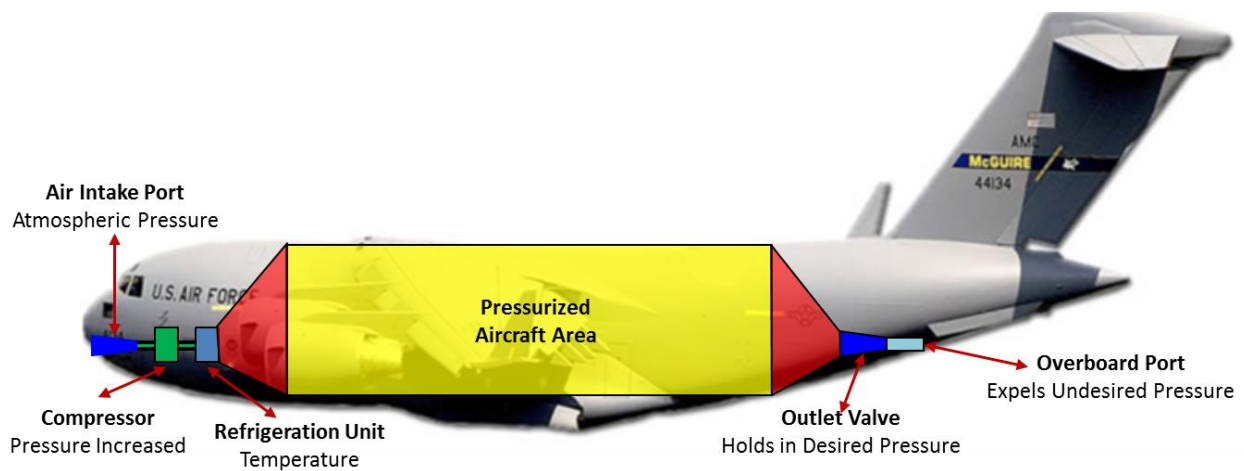 AMC
McGUIRE
44134
Air Intake Port
Atmospheric Pressure
U.S. AIR FORCE
Pressurized
Aircraft Area
Compressor
Pressure Increased
Refrigeration Unit
Temperature
Outlet Valve
Holds in Desired Pressure
Overboard Port
Expels Undesired Pressure